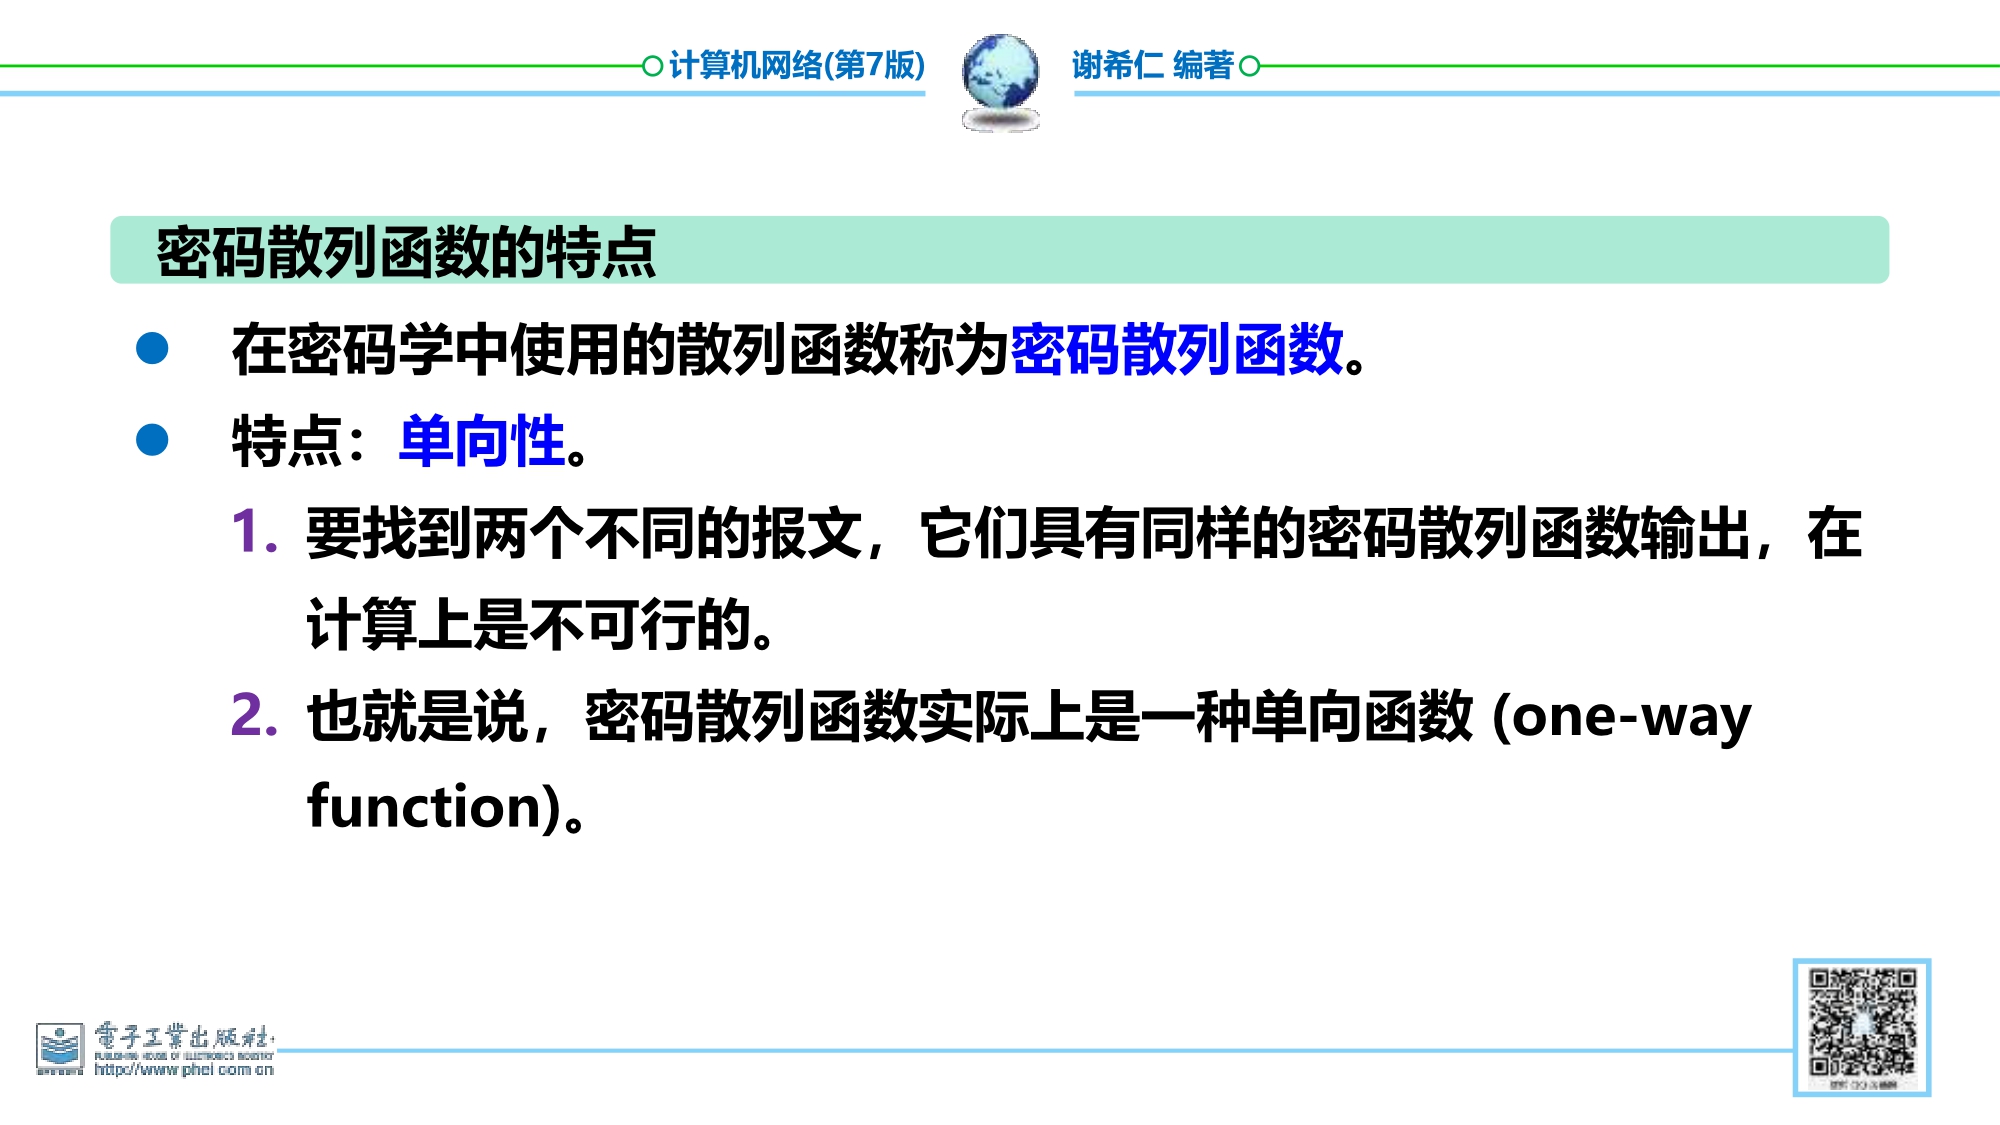 计算机网络(第7版)
谢希仁 编著
密码散列函数的特点
在密码学中使用的散列函数称为密码散列函数。
特点：单向性。
1. 要找到两个不同的报文，它们具有同样的密码散列函数输出，在
计算上是不可行的。
2. 也就是说，密码散列函数实际上是一种单向函数 (one-way
function)。
電子工業出版社
PUBLISHING HOUSE OF ELECTRONICS INDUSTRY
http://www.phei.com.cn